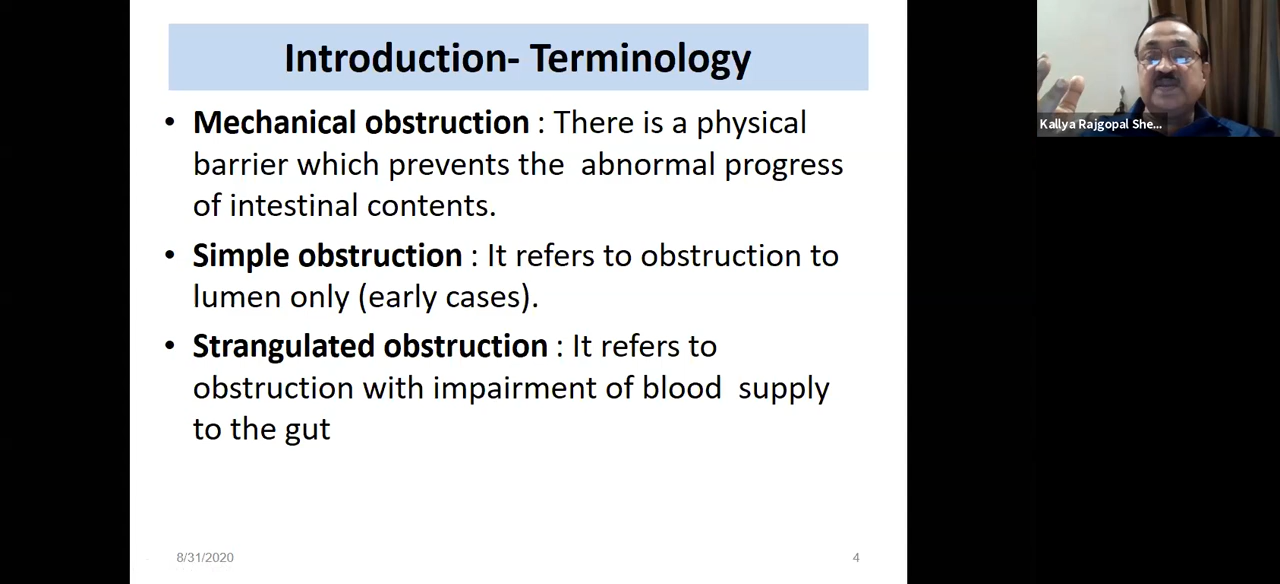 Introduction- Terminology
• Mechanical obstruction : There is a physical
barrier which prevents the  abnormal progress
of intestinal contents.
• Simple obstruction : It refers to obstruction to
lumen only (early cases).
• Strangulated obstruction : It refers to
obstruction with impairment of blood  supply
to the gut
8/31/2020
4
Kallya Rajgopal She...